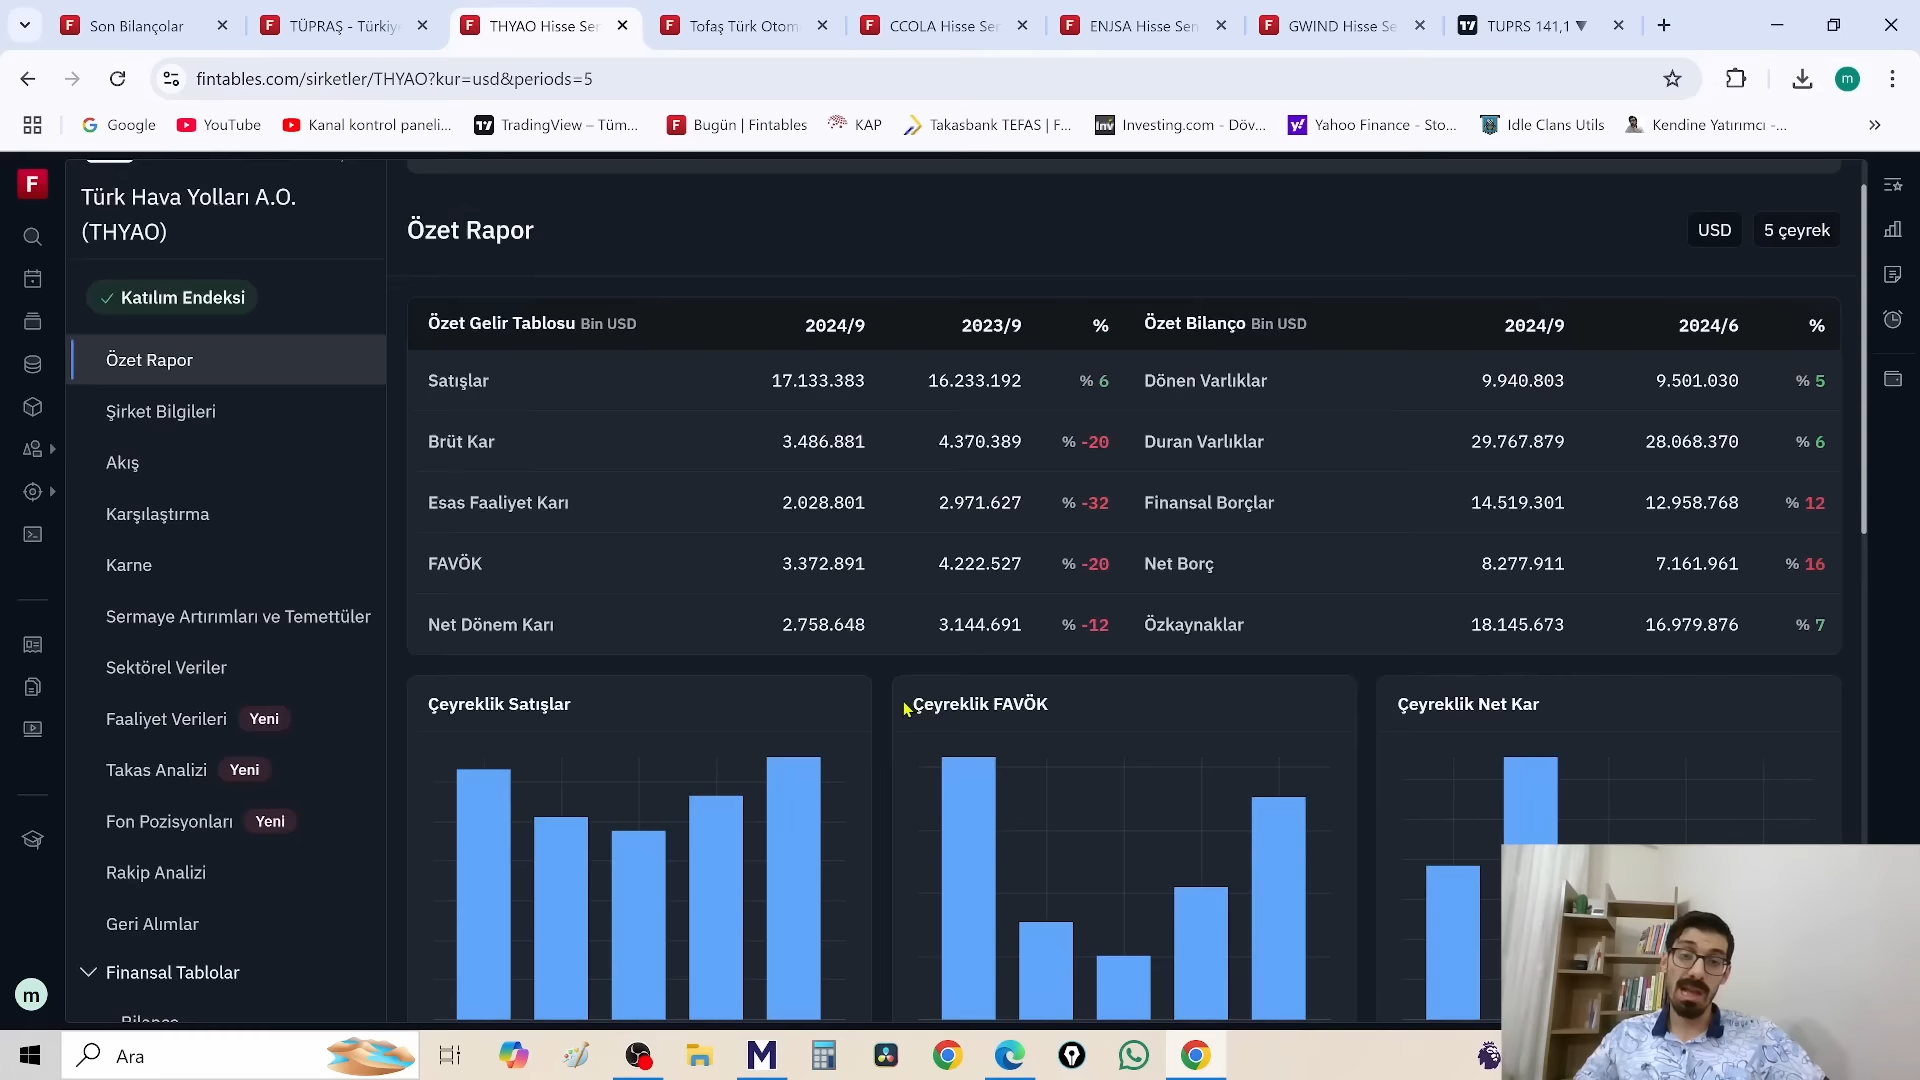 Son Bilançolar
TÜPRAŞ - Türkiy
THYAO Hisse Ser
Tofaş Türk Otom
CCOLA Hisse Se
ENJSA Hisse Sen
GWIND Hisse Se
TUPRS 141,1 ▼
fintables.com/sirketler/THYAO?kur=usd&periods=5
m
Google
YouTube
Kanal kontrol paneli...
TradingView – Tüm...
Bugün | Fintables
KAP
Takasbank TEFAS | F...
Investing.com - Döv...
Yahoo Finance - Sto...
Idle Clans Utils
Kendine Yatırımcı -...
Türk Hava Yolları A.O.
(THYAO)
Katılım Endeksi
Özet Rapor
Şirket Bilgileri
Akış
Karşılaştırma
Karne
Sermaye Artırımları ve Temettüler
Sektörel Veriler
Faaliyet Verileri Yeni
Takas Analizi Yeni
Fon Pozisyonları Yeni
Rakip Analizi
Geri Alımlar
Finansal Tablolar
Bilanço
m
Özet Rapor
USD
5 çeyrek
Özet Gelir Tablosu Bin USD 2024/9 2023/9 %
Satışlar 17.133.383 16.233.192 % 6
Brüt Kar 3.486.881 4.370.389 % -20
Esas Faaliyet Karı 2.028.801 2.971.627 % -32
FAVÖK 3.372.891 4.222.527 % -20
Net Dönem Karı 2.758.648 3.144.691 % -12
Özet Bilanço Bin USD 2024/9 2024/6 %
Dönen Varlıklar 9.940.803 9.501.030 % 5
Duran Varlıklar 29.767.879 28.068.370 % 6
Finansal Borçlar 14.519.301 12.958.768 % 12
Net Borç 8.277.911 7.161.961 % 16
Özkaynaklar 18.145.673 16.979.876 % 7
Çeyreklik Satışlar
Çeyreklik FAVÖK
Çeyreklik Net Kar
Ara